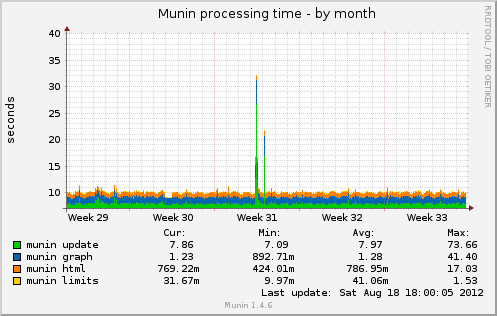 Munin processing time - by month
RRDTOOL / TOBI OETIKER
seconds
40
35
30
25
20
15
10
Week 29 Week 30 Week 31 Week 32 Week 33
Cur: Min: Avg: Max:
munin update 7.86 7.09 7.97 73.66
munin graph 1.23 892.71m 1.28 41.40
munin html 769.22m 424.01m 786.95m 17.03
munin limits 31.67m 9.97m 41.06m 1.53
Last update: Sat Aug 18 18:00:05 2012
Munin 1.4.6